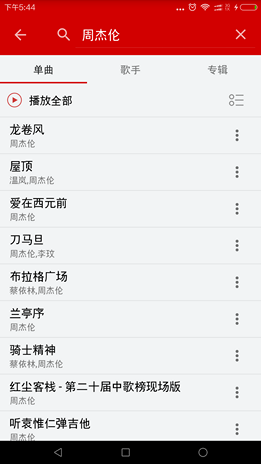 下午5:44
周杰伦
单曲 歌手 专辑
播放全部
龙卷风
周杰伦
屋顶
温岚,周杰伦
爱在西元前
周杰伦
刀马旦
周杰伦,李玟
布拉格广场
蔡依林,周杰伦
兰亭序
周杰伦
骑士精神
蔡依林,周杰伦
红尘客栈 - 第二十届中歌榜现场版
周杰伦
听袁惟仁弹吉他
周杰伦